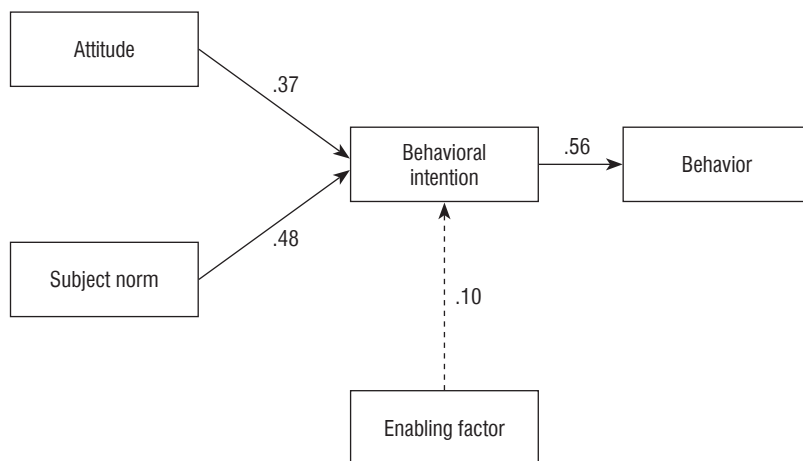 Attitude
.37
Behavioral
intention
.56
Behavior
Subject norm
.48
.10
Enabling factor